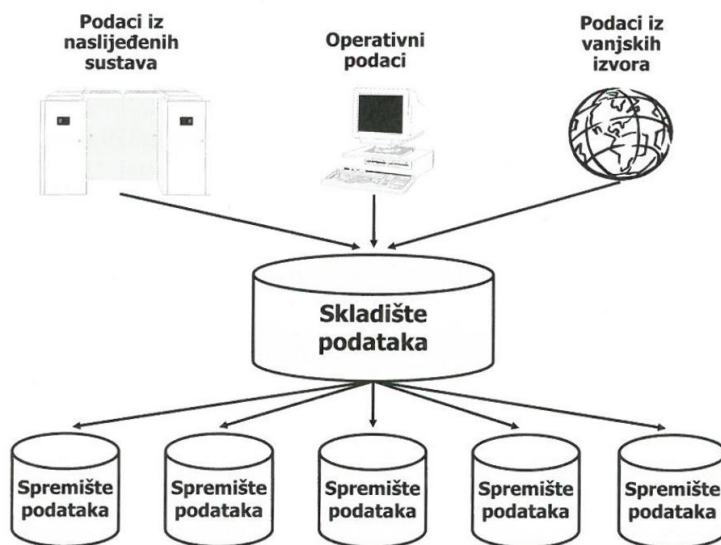 Podaci iz
naslijeđenih
sustava
Operativni
podaci
Podaci iz
vanjskih
izvora
Skladište
podataka
Spremište
podataka
Spremište
podataka
Spremište
podataka
Spremište
podataka
Spremište
podataka